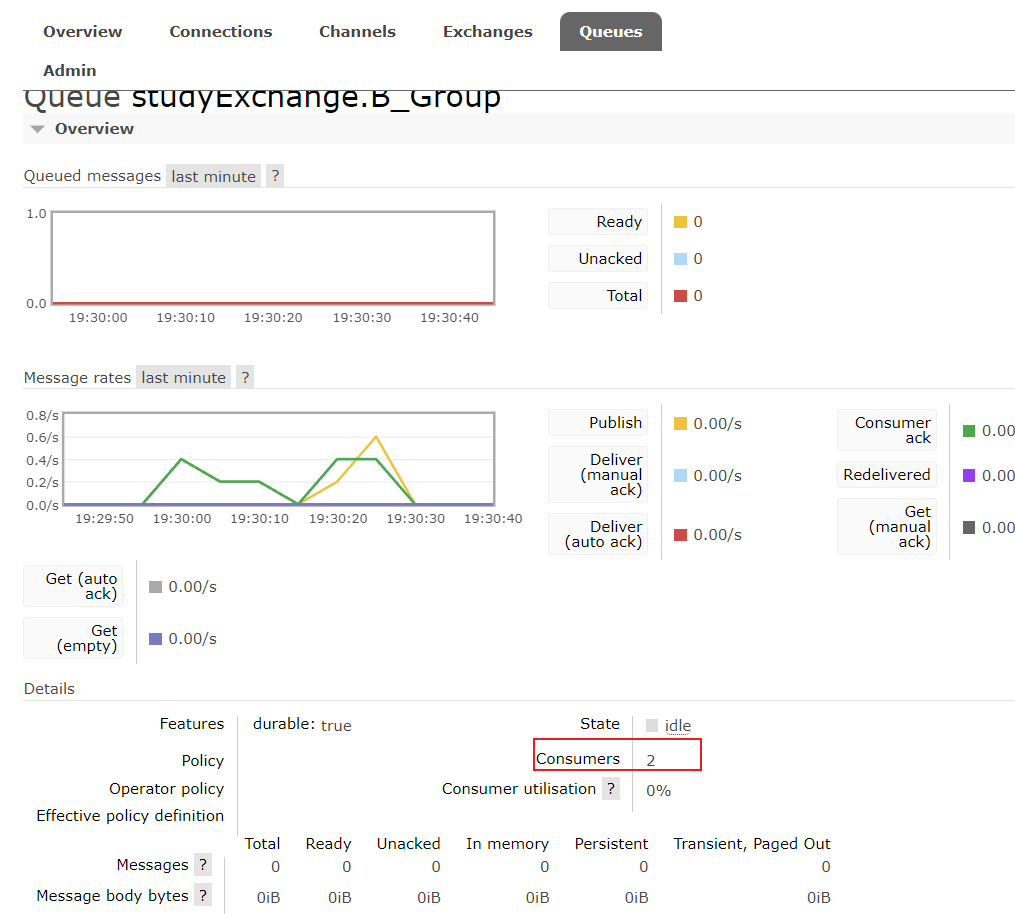 Overview Connections Channels Exchanges Queues
Admin
Queue studyExchange.B_Group
Overview
Queued messages last minute ?
1.0
0.0
19:30:00 19:30:10 19:30:20 19:30:30 19:30:40
Ready 0
Unacked 0
Total 0
Message rates last minute ?
0.8/s
0.6/s
0.4/s
0.2/s
0.0/s
19:29:50 19:30:00 19:30:10 19:30:20 19:30:30 19:30:40
Publish 0.00/s
Deliver
(manual 0.00/s
ack)
Deliver
(auto ack) 0.00/s
Consumer
ack 0.00
Redelivered 0.00
Get
(manual 0.00
ack)
Get (auto
ack) 0.00/s
Get
(empty) 0.00/s
Details
Features durable: true State idle
Policy Consumers 2
Operator policy Consumer utilisation ? 0%
Effective policy definition
Total Ready Unacked In memory Persistent Transient, Paged Out
Messages ? 0 0 0 0 0 0
Message body bytes ? 0iB 0iB 0iB 0iB 0iB 0iB